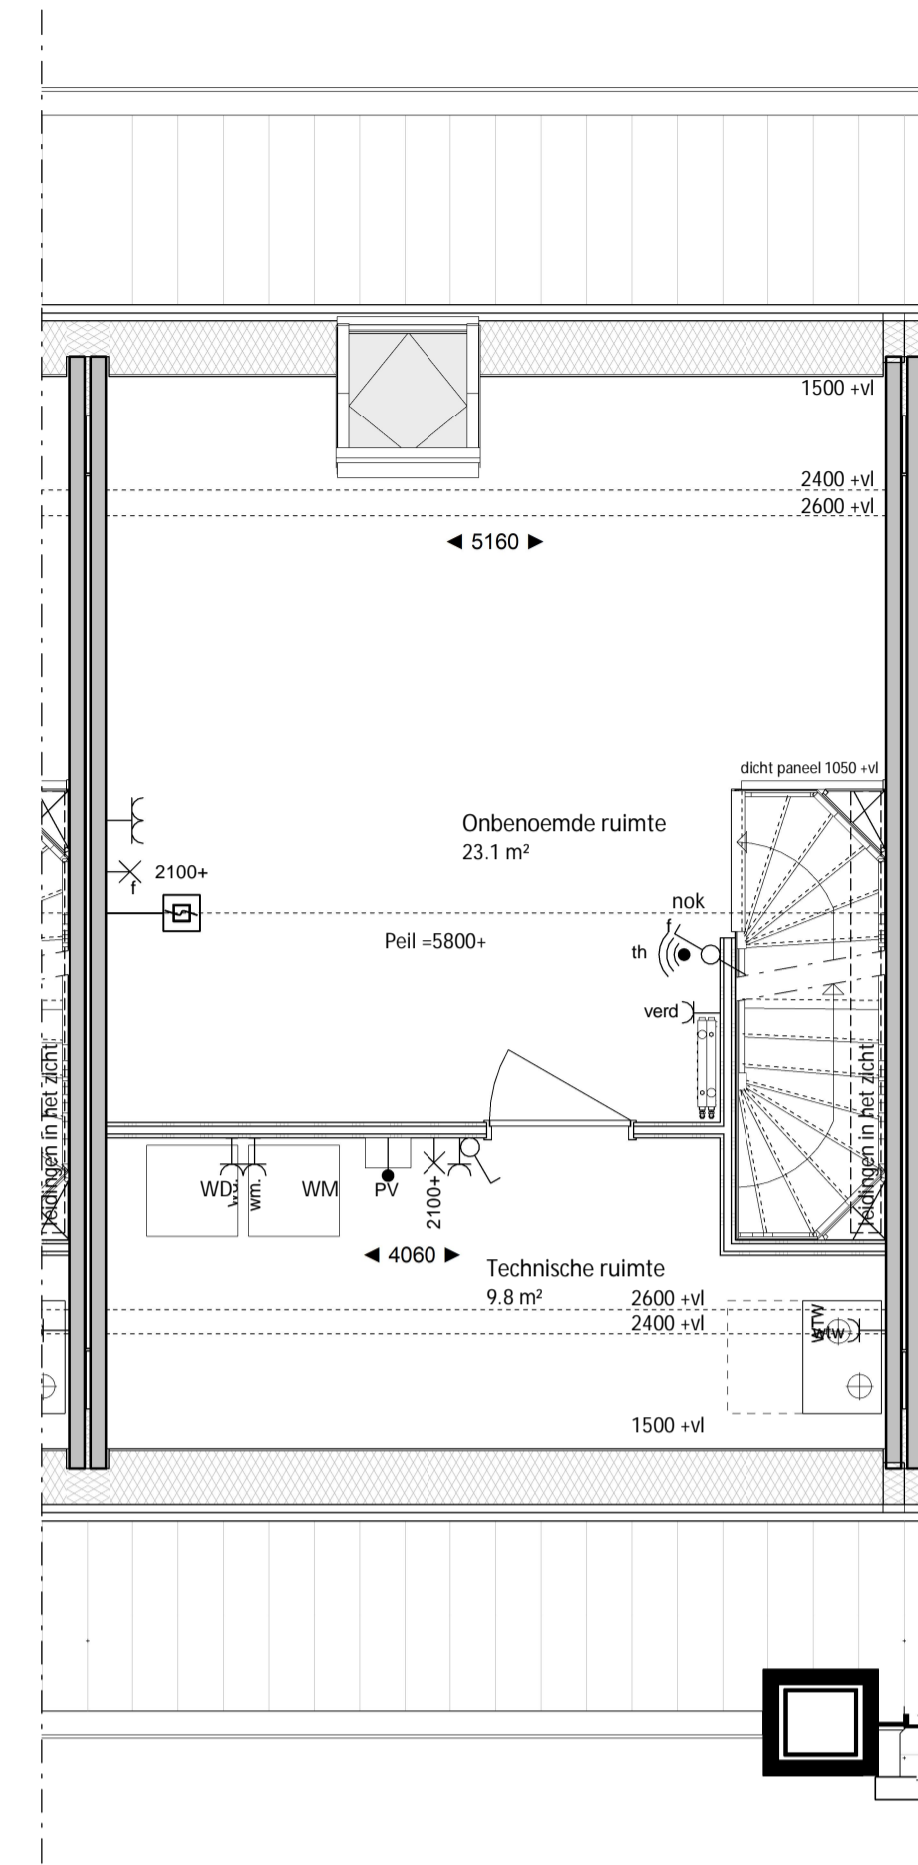 1500 +vl
2400 +vl
2600 +vl
◄ 5160 ►
dicht paneel 1050 +vl
Onbenoemde ruimte
23.1 m²
2100+
f
nok
f
th
Peil =5800+
verd
leidingen in het zicht
leidingen in het zicht
WD
wd.
wm.
WM
PV
2100+
◄ 4060 ►
Technische ruimte
9.8 m²
2600 +vl
2400 +vl
WTW
wtw
1500 +vl